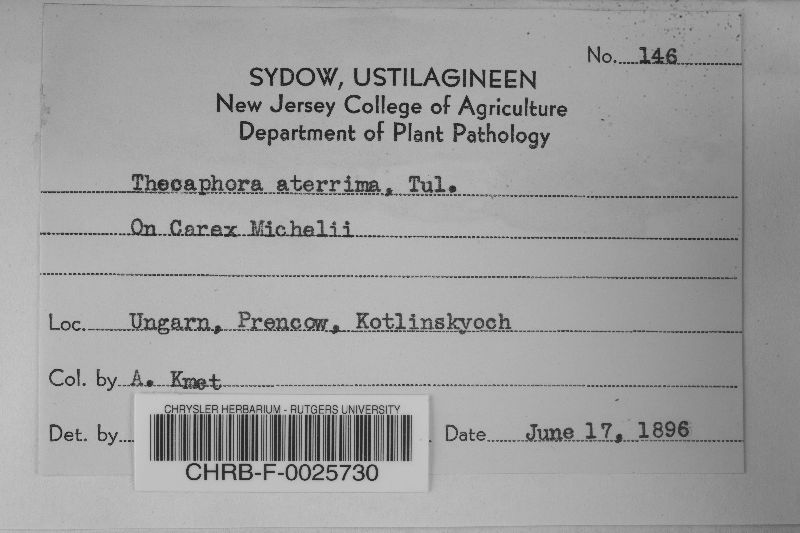 No. 146
SYDOW, USTILAGINEEN
New Jersey College of Agriculture
Department of Plant Pathology
Thecaphora aterrima, Tul.
On Carex Michelii
Loc. Ungarn, Prencow, Kotlinskyoch
Col. by A. Kmet
Det. by
Date June 17, 1896
CHRYSLER HERBARIUM - RUTGERS UNIVERSITY
CHRB-F-0025730